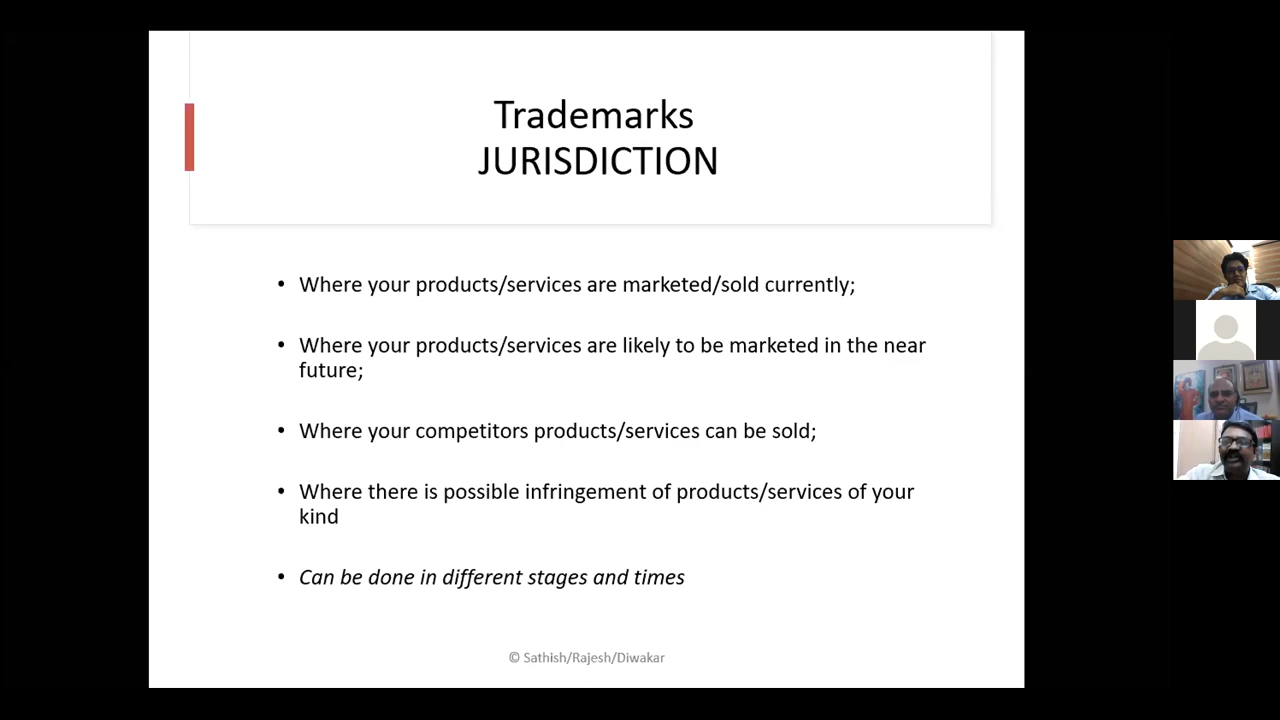 Trademarks
JURISDICTION
• Where your products/services are marketed/sold currently;
• Where your products/services are likely to be marketed in the near
future;
• Where your competitors products/services can be sold;
• Where there is possible infringement of products/services of your
kind
• Can be done in different stages and times
© Sathish/Rajesh/Diwakar